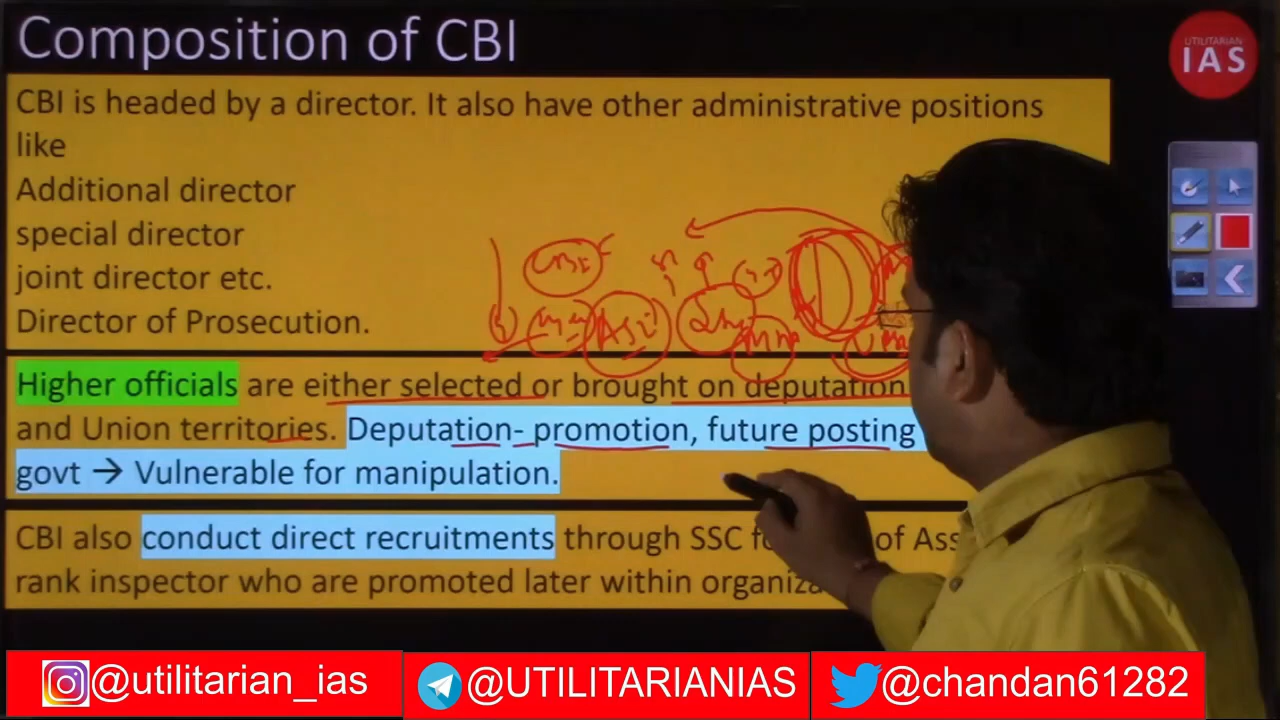 Composition of CBI
UTILITARIAN
IAS
CBI is headed by a director. It also have other administrative positions
like
Additional director
special director
joint director etc.
Director of Prosecution.
Higher officials are either selected or brought on deputation
and Union territories. Deputation- promotion, future posting
govt → Vulnerable for manipulation.
CBI also conduct direct recruitments through SSC of
rank inspector who are promoted later within
@utilitarian_ias
@UTILITARIANIAS
@chandan61282